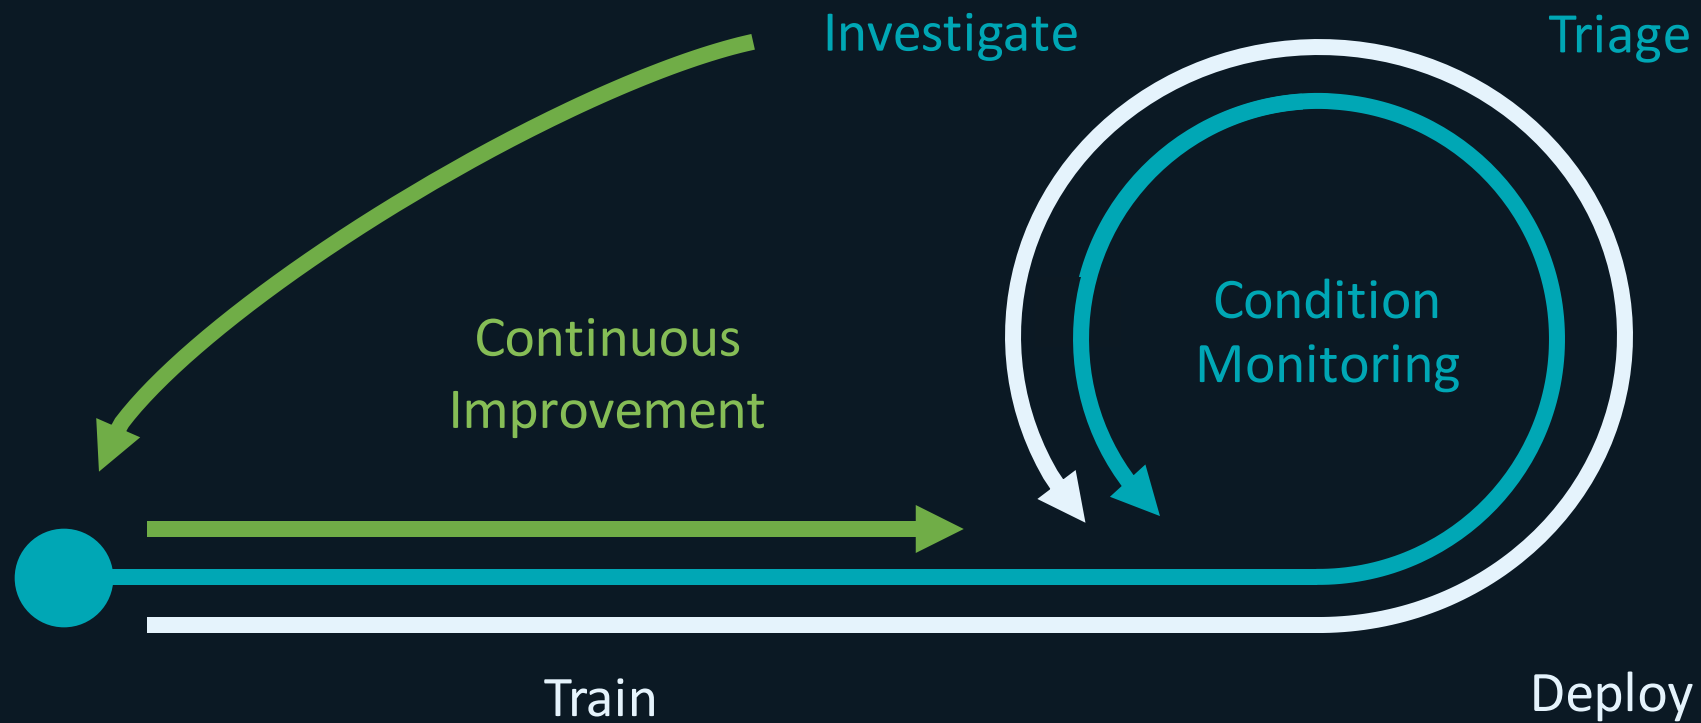 Investigate
Triage
Condition
Monitoring
Continuous
Improvement
Train
Deploy